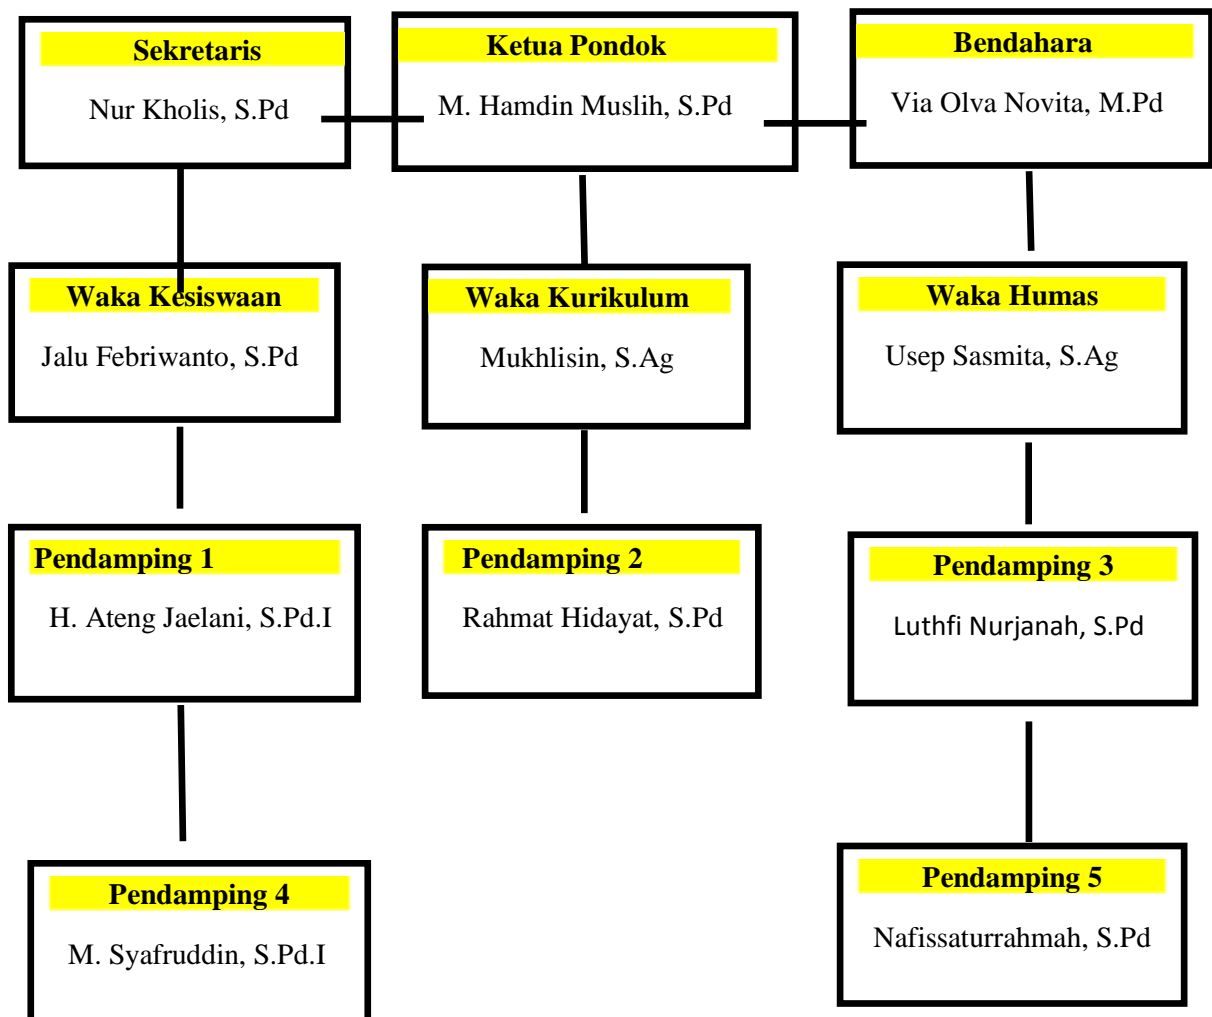 Sekretaris
Nur Kholis, S.Pd
Ketua Pondok
M. Hamdin Muslih, S.Pd
Bendahara
Via Olva Novita, M.Pd
Waka Kesiswaan
Jalu Febriwanto, S.Pd
Waka Kurikulum
Mukhlisin, S.Ag
Waka Humas
Usep Sasmita, S.Ag
Pendamping 1
H. Ateng Jaelani, S.Pd.I
Pendamping 2
Rahmat Hidayat, S.Pd
Pendamping 3
Luthfi Nurjanah, S.Pd
Pendamping 4
M. Syafruddin, S.Pd.I
Pendamping 5
Nafissaturrahmah, S.Pd